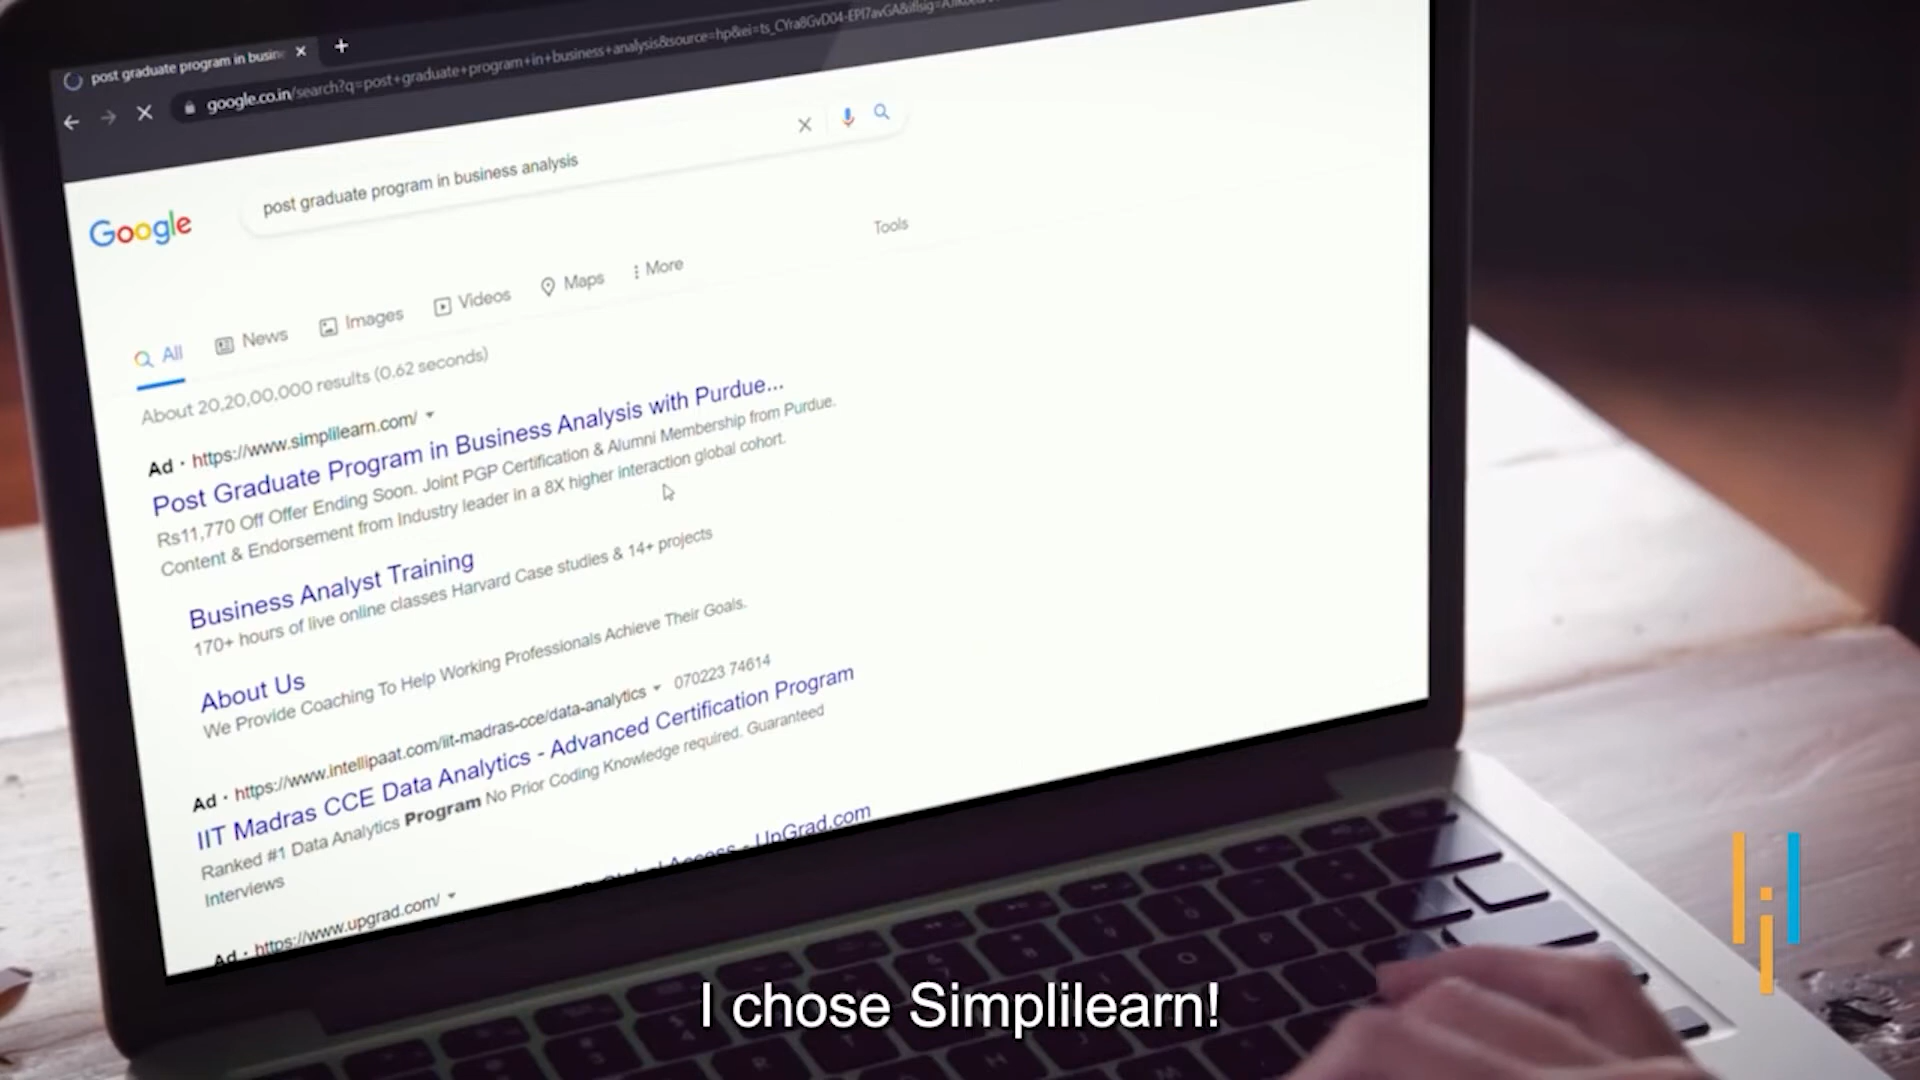 post graduate program in busin
google.co.in/search?q=post+graduate+program+in+business+analysis&source=hp&ei=ts_CYra8GvD04-EPl7avGA&iflsig=
post graduate program in business analysis
Google
Tools
All News Images Videos Maps More
About 20,20,00,000 results (0.62 seconds)
Ad · https://www.simplilearn.com/
Post Graduate Program in Business Analysis with Purdue...
Rs11,770 Off Offer Ending Soon. Joint PGP Certification & Alumni Membership from Purdue.
Content & Endorsement from Industry leader in a 8X higher interaction global cohort.
Business Analyst Training
170+ hours of live online classes Harvard Case studies & 14+ projects
About Us
We Provide Coaching To Help Working Professionals Achieve Their Goals.
Ad · https://www.intellipaat.com/iit-madras-cce/data-analytics 070223 74614
IIT Madras CCE Data Analytics - Advanced Certification Program
Ranked #1 Data Analytics Program No Prior Coding Knowledge required. Guaranteed
Interviews
Ad · https://www.upgrad.com/
Access - UpGrad.com
I chose Simplilearn!